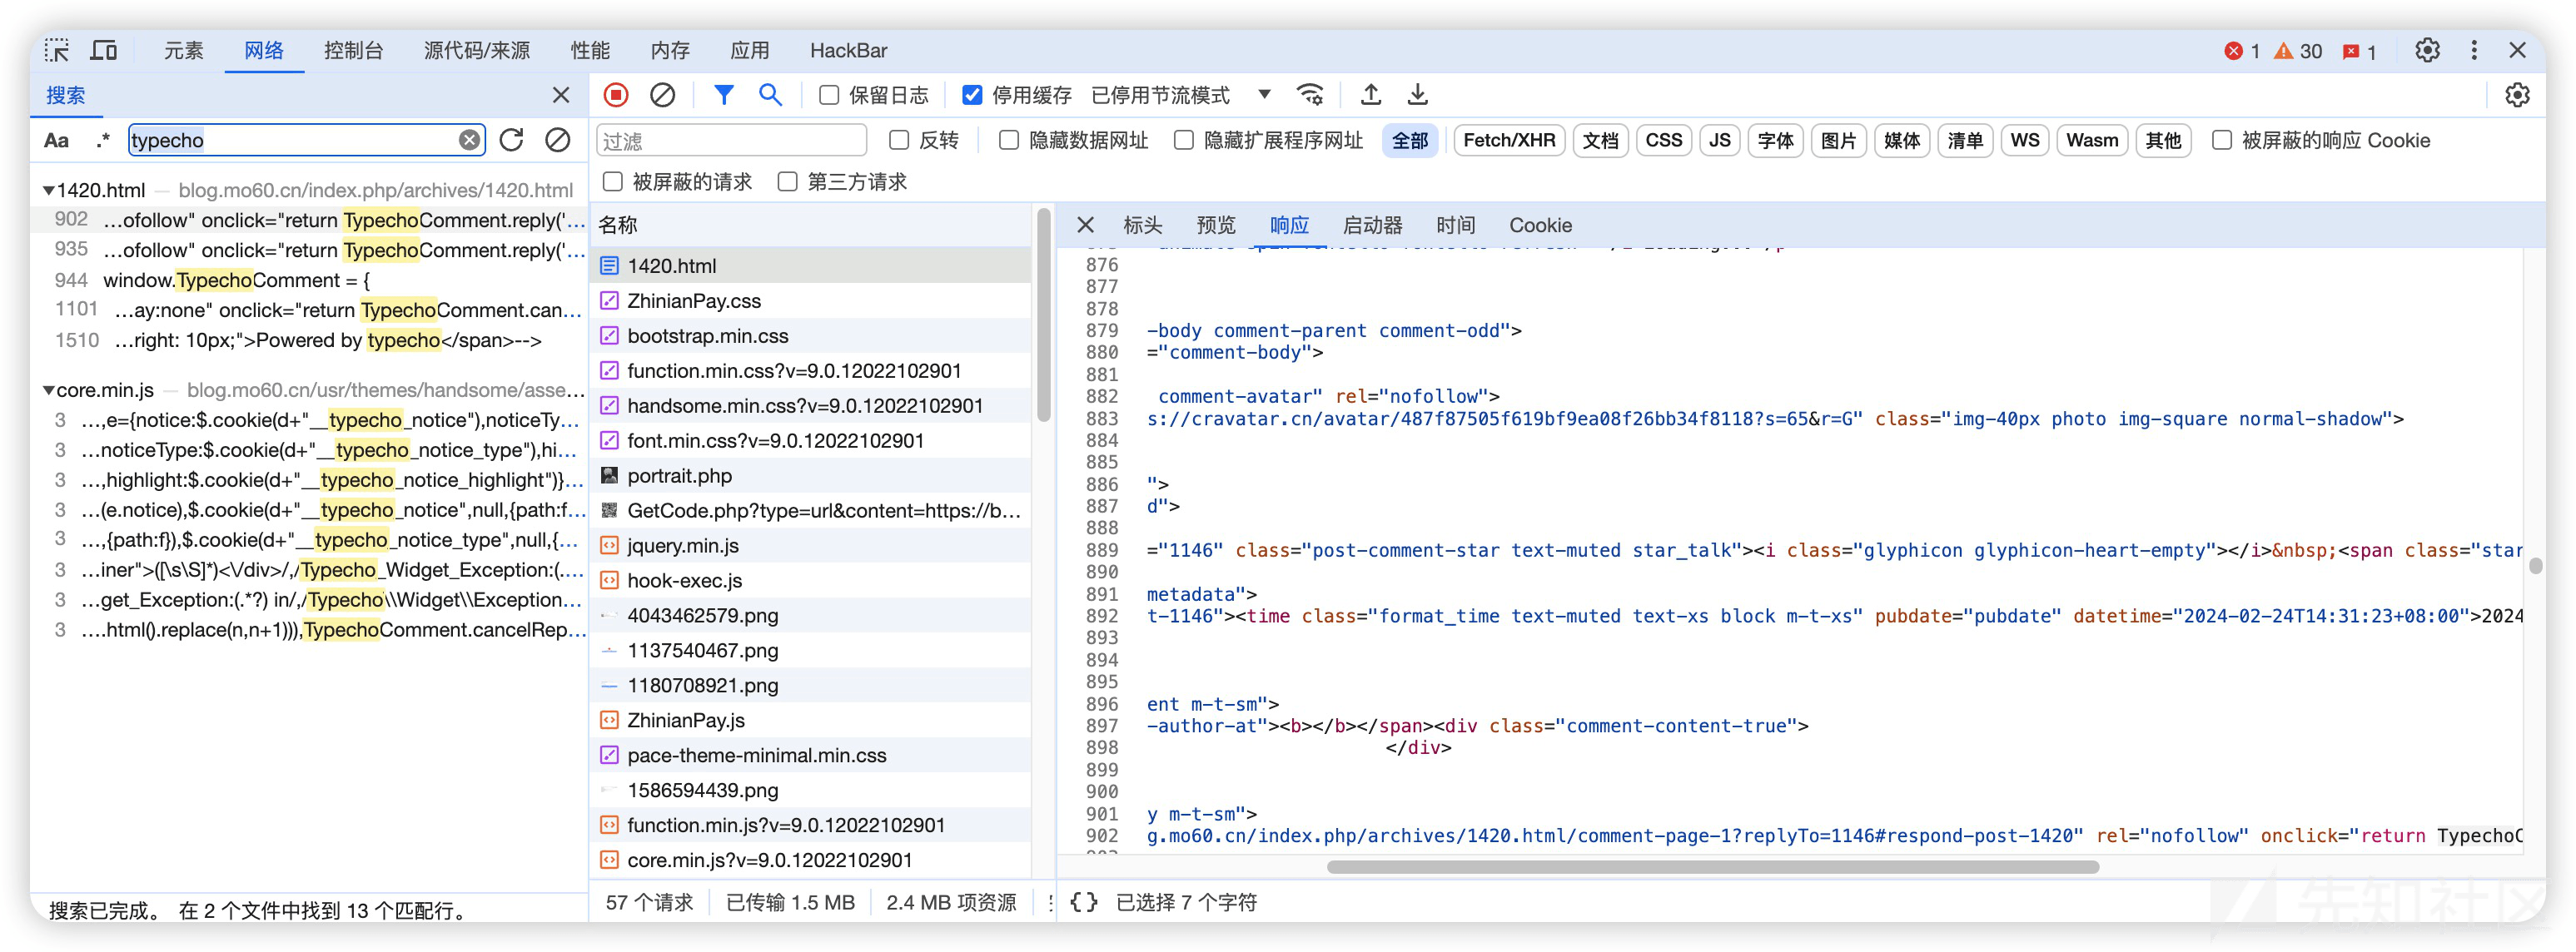 元素 网络 控制台 源代码/来源 性能 内存 应用 HackBar 1 30 1
搜索
保留日志 停用缓存 已停用节流模式
Aa .* typecho
过滤 反转 隐藏数据网址 隐藏扩展程序网址 全部 Fetch/XHR 文档 CSS JS 字体 图片 媒体 清单 WS Wasm 其他 被屏蔽的响应 Cookie
被屏蔽的请求 第三方请求
1420.html — blog.mo60.cn/index.php/archives/1420.html
902 …ofollow" onclick="return TypechoComment.reply('…
935 …ofollow" onclick="return TypechoComment.reply('…
944 window.TypechoComment = {
1101 …ay:none" onclick="return TypechoComment.can…
1510 …right: 10px;">Powered by typecho</span>-->
core.min.js — blog.mo60.cn/usr/themes/handsome/asse…
3 …,e={notice:$.cookie(d+"__typecho_notice"),noticeTy…
3 …noticeType:$.cookie(d+"__typecho_notice_type"),hi…
3 …,highlight:$.cookie(d+"__typecho_notice_highlight")}…
3 …(e.notice),$.cookie(d+"__typecho_notice",null,{path:f…
3 …,{path:f}),$.cookie(d+"__typecho_notice_type",null,{…
3 …iner">([\s\S]*)<\/div>/,/Typecho_Widget_Exception:(.…
3 …get_Exception:(.*?) in/,/Typecho\\Widget\\Exception…
3 ….html().replace(n,n+1))),TypechoComment.cancelRep…
搜索已完成。 在 2 个文件中找到 13 个匹配行。
名称
1420.html
ZhinianPay.css
bootstrap.min.css
function.min.css?v=9.0.12022102901
handsome.min.css?v=9.0.12022102901
font.min.css?v=9.0.12022102901
portrait.php
GetCode.php?type=url&content=https://b…
jquery.min.js
hook-exec.js
4043462579.png
1137540467.png
1180708921.png
ZhinianPay.js
pace-theme-minimal.min.css
1586594439.png
function.min.js?v=9.0.12022102901
core.min.js?v=9.0.12022102901
57 个请求 已传输 1.5 MB 2.4 MB 项资源
标头 预览 响应 启动器 时间 Cookie
876
877
878
879 -body comment-parent comment-odd">
880 ="comment-body">
881
882 comment-avatar" rel="nofollow">
883 s://cravatar.cn/avatar/487f87505f619bf9ea08f26bb34f8118?s=65&r=G" class="img-40px photo img-square normal-shadow">
884
885
886 ">
887 d">
888
889 ="1146" class="post-comment-star text-muted star_talk"><i class="glyphicon glyphicon-heart-empty"></i>&nbsp;<span class="star
890
891 metadata">
892 t-1146"><time class="format_time text-muted text-xs block m-t-xs" pubdate="pubdate" datetime="2024-02-24T14:31:23+08:00">2024
893
894
895
896 ent m-t-sm">
897 -author-at"><b></b></span><div class="comment-content-true">
898 </div>
899
900
901 y m-t-sm">
902 g.mo60.cn/index.php/archives/1420.html/comment-page-1?replyTo=1146#respond-post-1420" rel="nofollow" onclick="return TypechoC
{} 已选择 7 个字符
先知社区